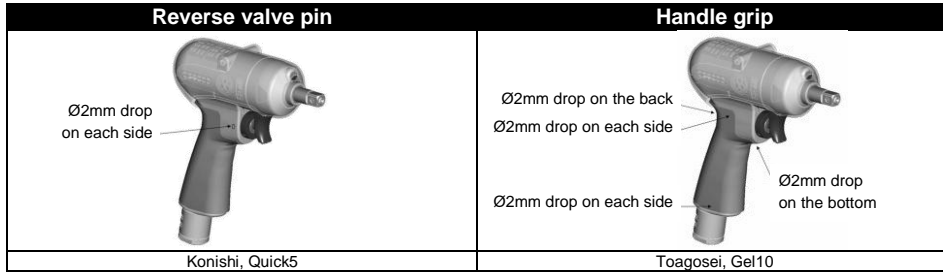 Reverse valve pin
Ø2mm drop
on each side
Konishi, Quick5
Handle grip
Ø2mm drop on the back
Ø2mm drop on each side
Ø2mm drop
on the bottom
Ø2mm drop on each side
Toagosei, Gel10